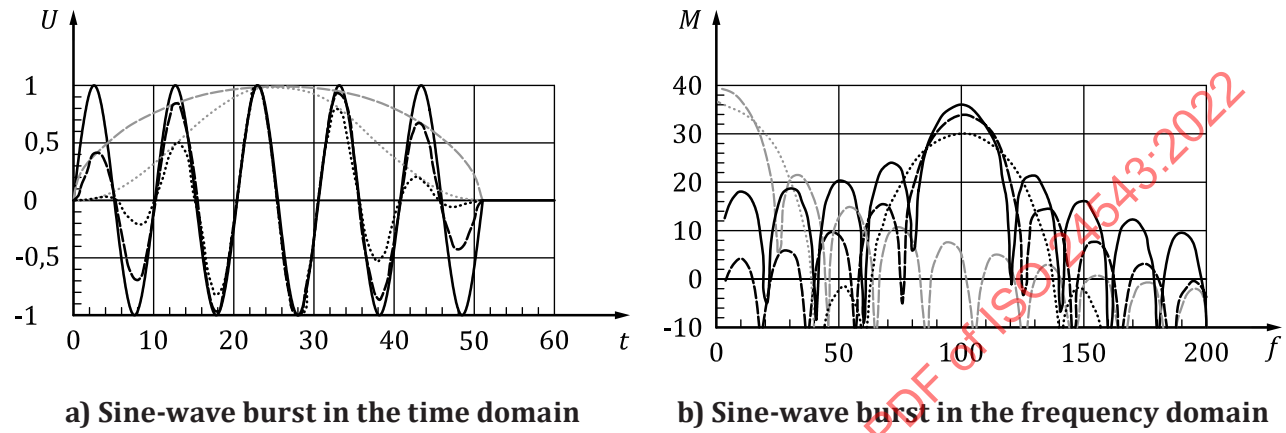 U
1
0,5
0
-0,5
-1
0 10 20 30 40 50 60 t
a) Sine-wave burst in the time domain
M
40
30
20
10
0
-10
0 50 100 150 200 f
b) Sine-wave burst in the frequency domain
PDF of ISO 24543:2022